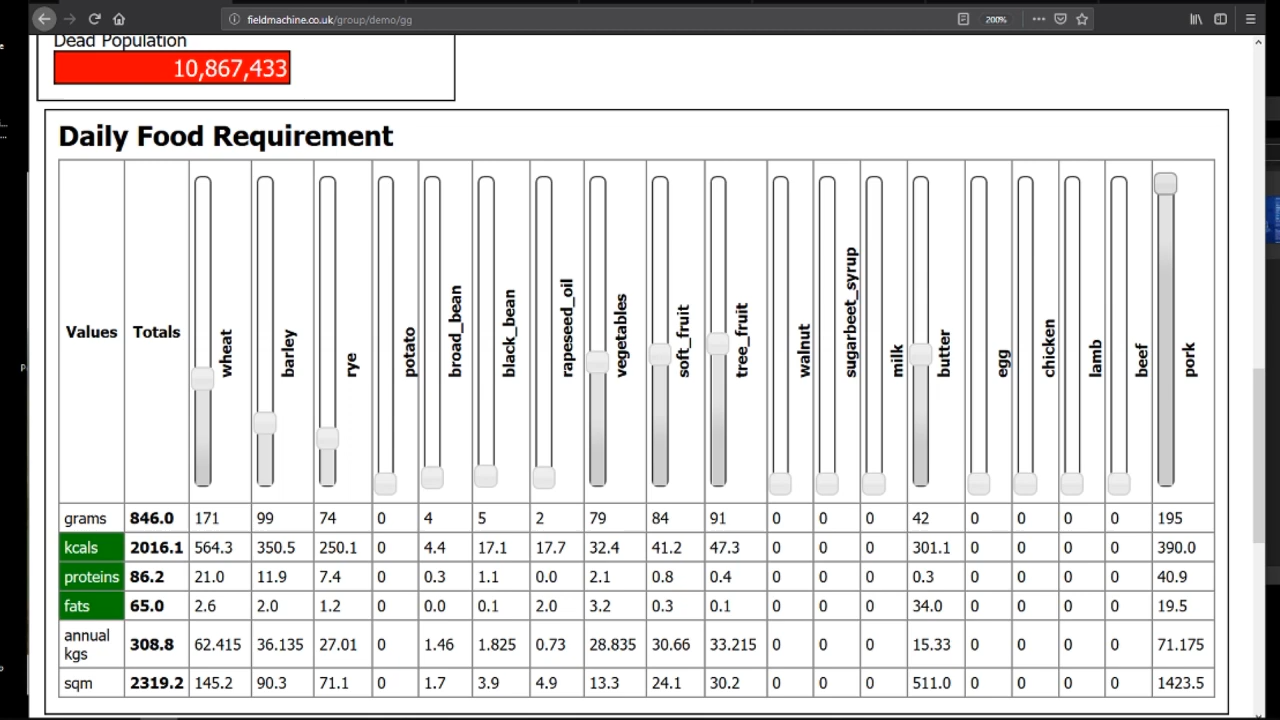 fieldmachine.co.uk/group/demo/gg
200%
Dead Population
10,867,433
Daily Food Requirement
Values Totals wheat barley rye potato broad_bean black_bean rapeseed_oil vegetables soft_fruit tree_fruit walnut sugarbeet_syrup milk butter egg chicken lamb beef pork
grams 846.0 171 99 74 0 4 5 2 79 84 91 0 0 0 42 0 0 0 0 195
kcals 2016.1 564.3 350.5 250.1 0 4.4 17.1 17.7 32.4 41.2 47.3 0 0 0 301.1 0 0 0 0 390.0
proteins 86.2 21.0 11.9 7.4 0 0.3 1.1 0.0 2.1 0.8 0.4 0 0 0 0.3 0 0 0 0 40.9
fats 65.0 2.6 2.0 1.2 0 0.0 0.1 2.0 3.2 0.3 0.1 0 0 0 34.0 0 0 0 0 19.5
annual kgs 308.8 62.415 36.135 27.01 0 1.46 1.825 0.73 28.835 30.66 33.215 0 0 0 15.33 0 0 0 0 71.175
sqm 2319.2 145.2 90.3 71.1 0 1.7 3.9 4.9 13.3 24.1 30.2 0 0 0 511.0 0 0 0 0 1423.5